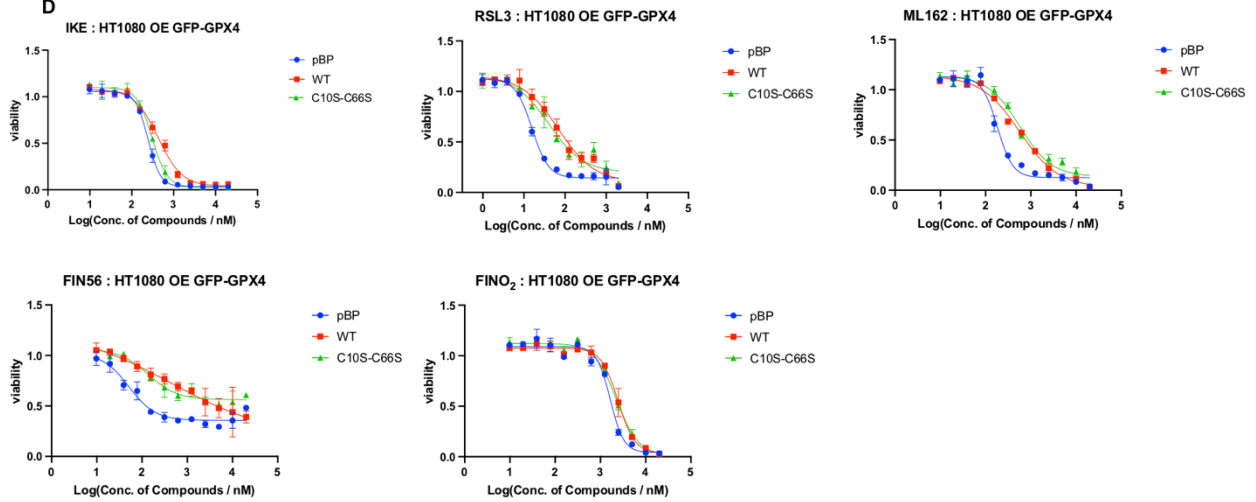 D
IKE : HT1080 OE GFP-GPX4
1.5
1.0
0.5
0.0
viability
0 1 2 3 4 5
Log(Conc. of Compounds / nM)
pBP
WT
C10S-C66S
RSL3 : HT1080 OE GFP-GPX4
1.5
1.0
0.5
0.0
viability
0 1 2 3 4
Log(Conc. of Compounds / nM)
pBP
WT
C10S-C66S
ML162 : HT1080 OE GFP-GPX4
1.5
1.0
0.5
0.0
viability
0 1 2 3 4 5
Log(Conc. of Compounds / nM)
pBP
WT
C10S-C66S
FIN56 : HT1080 OE GFP-GPX4
1.5
1.0
0.5
0.0
viability
0 1 2 3 4 5
Log(Conc. of Compounds / nM)
pBP
WT
C10S-C66S
FINO₂ : HT1080 OE GFP-GPX4
1.5
1.0
0.5
0.0
viability
0 1 2 3 4 5
Log(Conc. of Compounds / nM)
pBP
WT
C10S-C66S